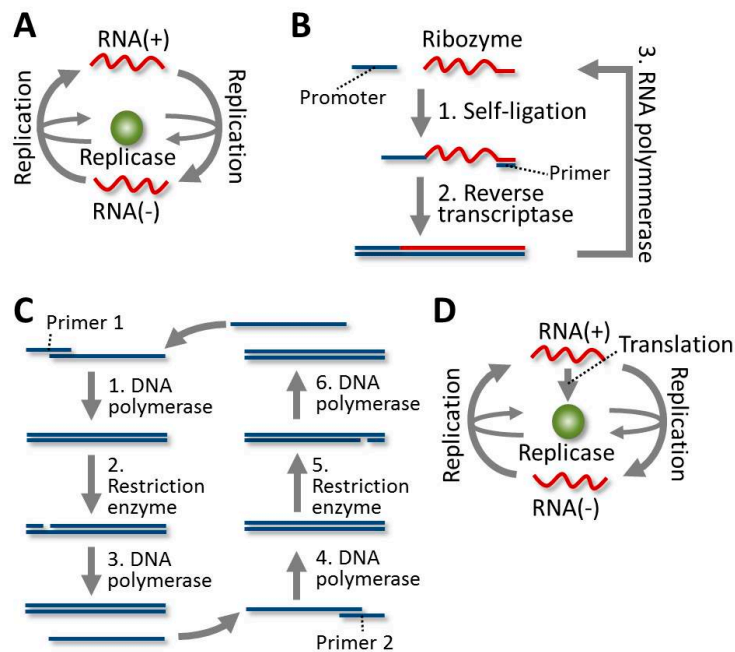 A
RNA(+)
Replication
Replication
Replicase
RNA(-)
B
Ribozyme
Promoter
1. Self-ligation
Primer
2. Reverse
transcriptase
3. RNA polymmerase
C
Primer 1
1. DNA
polymerase
2.
Restriction
enzyme
3. DNA
polymerase
6. DNA
polymerase
5.
Restriction
enzyme
4. DNA
polymerase
Primer 2
D
RNA(+)
Translation
Replication
Replication
Replicase
RNA(-)